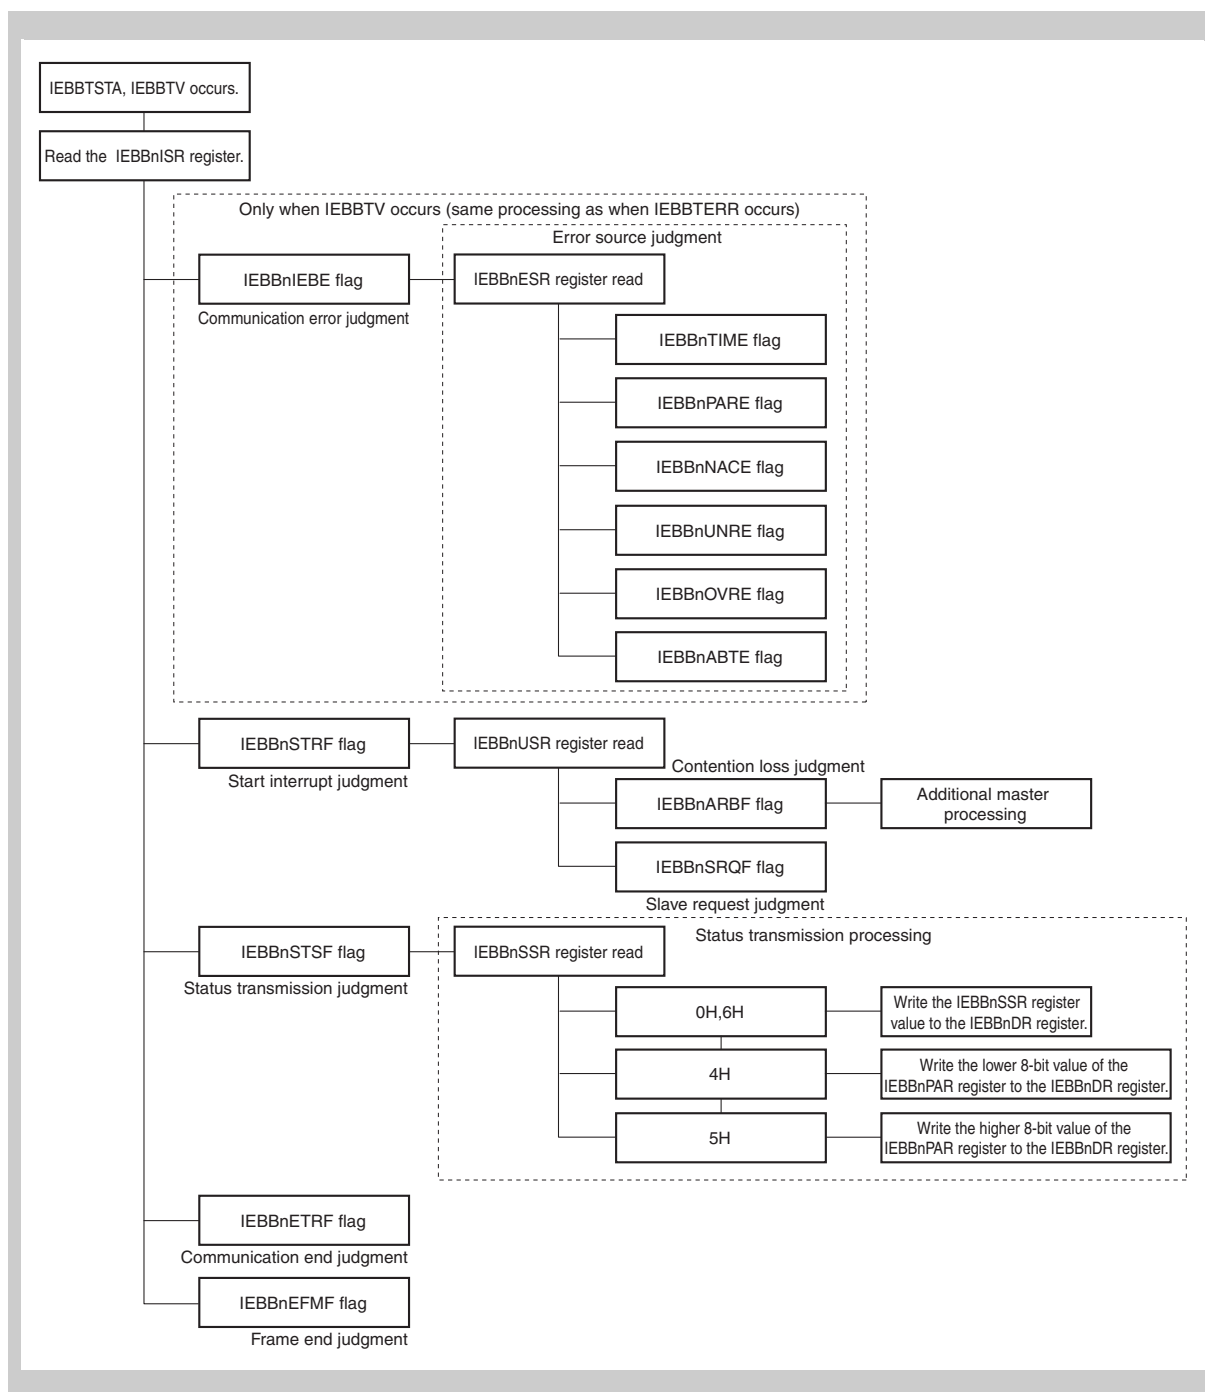 IEBBTSTA, IEBBTV occurs.
Read the IEBBnISR register.
Only when IEBBTV occurs (same processing as when IEBBTERR occurs)
Error source judgment
IEBBnIEBE flag
IEBBnESR register read
Communication error judgment
IEBBnTIME flag
IEBBnPARE flag
IEBBnNACE flag
IEBBnUNRE flag
IEBBnOVRE flag
IEBBnABTE flag
IEBBnSTRF flag
IEBBnUSR register read
Start interrupt judgment
Contention loss judgment
IEBBnARBF flag
Additional master
processing
IEBBnSRQF flag
Slave request judgment
IEBBnSTSF flag
IEBBnSSR register read
Status transmission processing
Status transmission judgment
0H,6H
Write the IEBBnSSR register
value to the IEBBnDR register.
4H
Write the lower 8-bit value of the
IEBBnPAR register to the IEBBnDR register.
5H
Write the higher 8-bit value of the
IEBBnPAR register to the IEBBnDR register.
IEBBnETRF flag
Communication end judgment
IEBBnEFMF flag
Frame end judgment